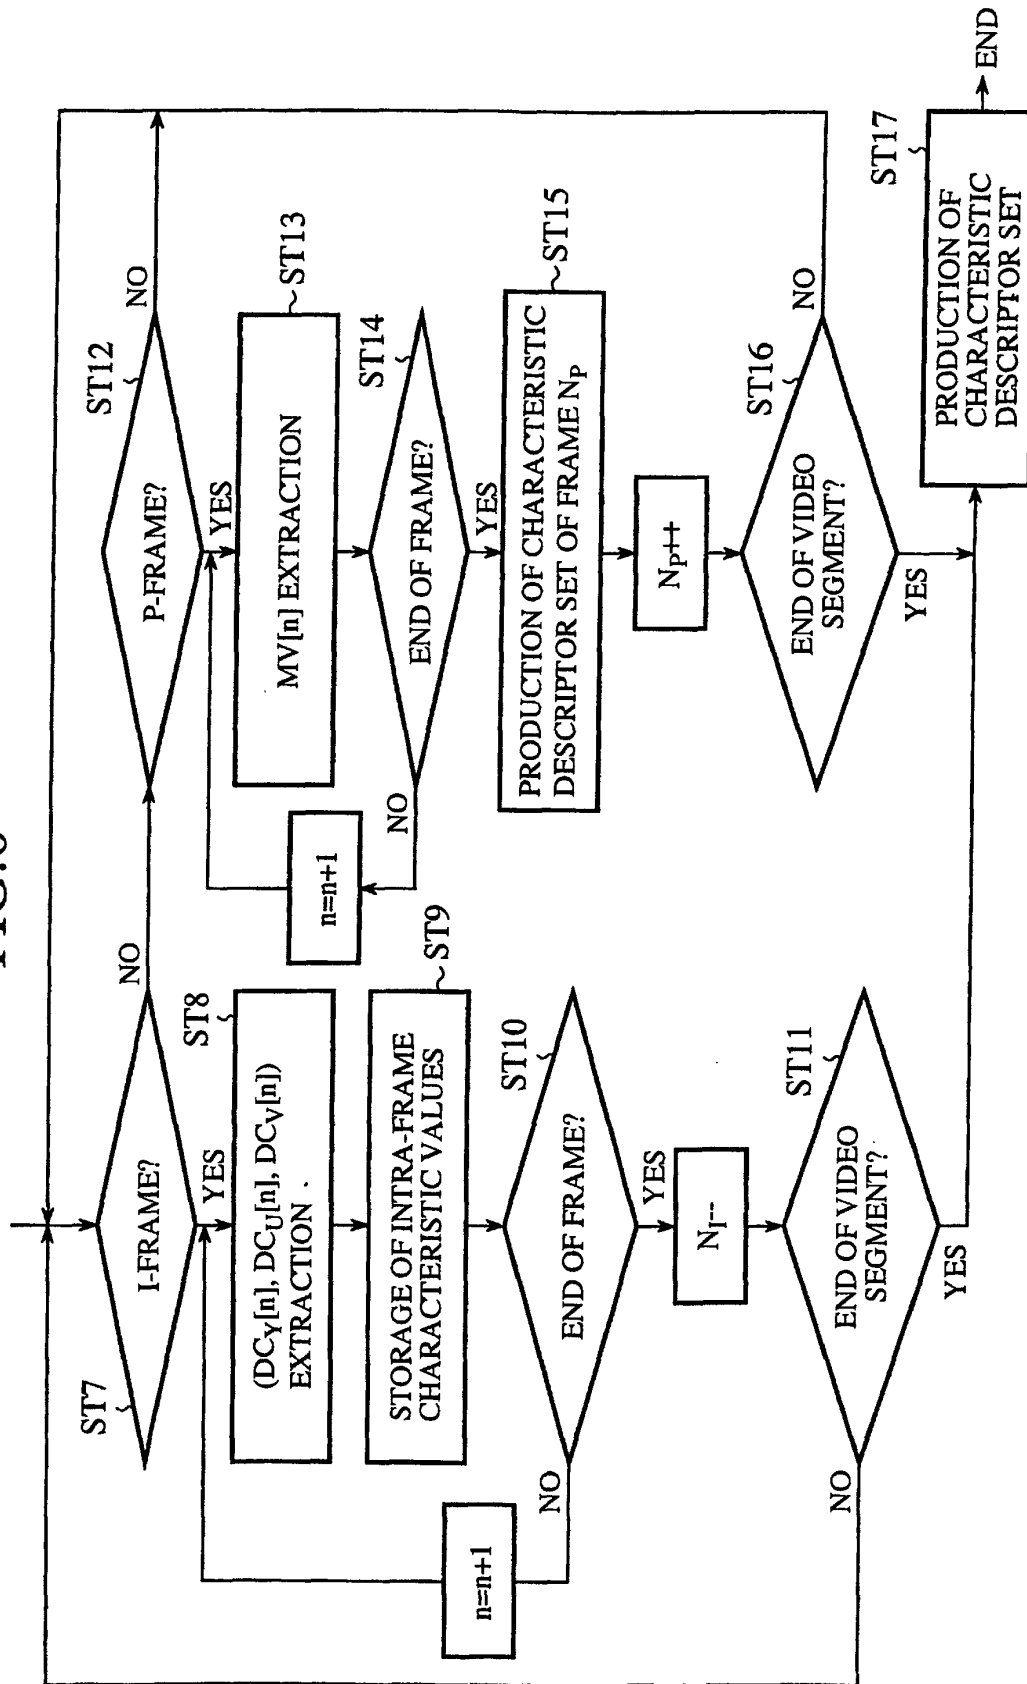 ST7
I-FRAME?
NO
YES
ST8
(DCY[n], DCU[n], DCV[n])
EXTRACTION
ST9
STORAGE OF INTRA-FRAME
CHARACTERISTIC VALUES
n=n+1
NO
ST10
END OF FRAME?
YES
NI--
ST11
END OF VIDEO
SEGMENT?
NO
YES
ST12
P-FRAME?
NO
YES
ST13
MV[n] EXTRACTION
n=n+1
NO
ST14
END OF FRAME?
YES
ST15
PRODUCTION OF CHARACTERISTIC
DESCRIPTOR SET OF FRAME NP
NP++
ST16
END OF VIDEO
SEGMENT?
NO
YES
ST17
PRODUCTION OF
CHARACTERISTIC
DESCRIPTOR SET
END